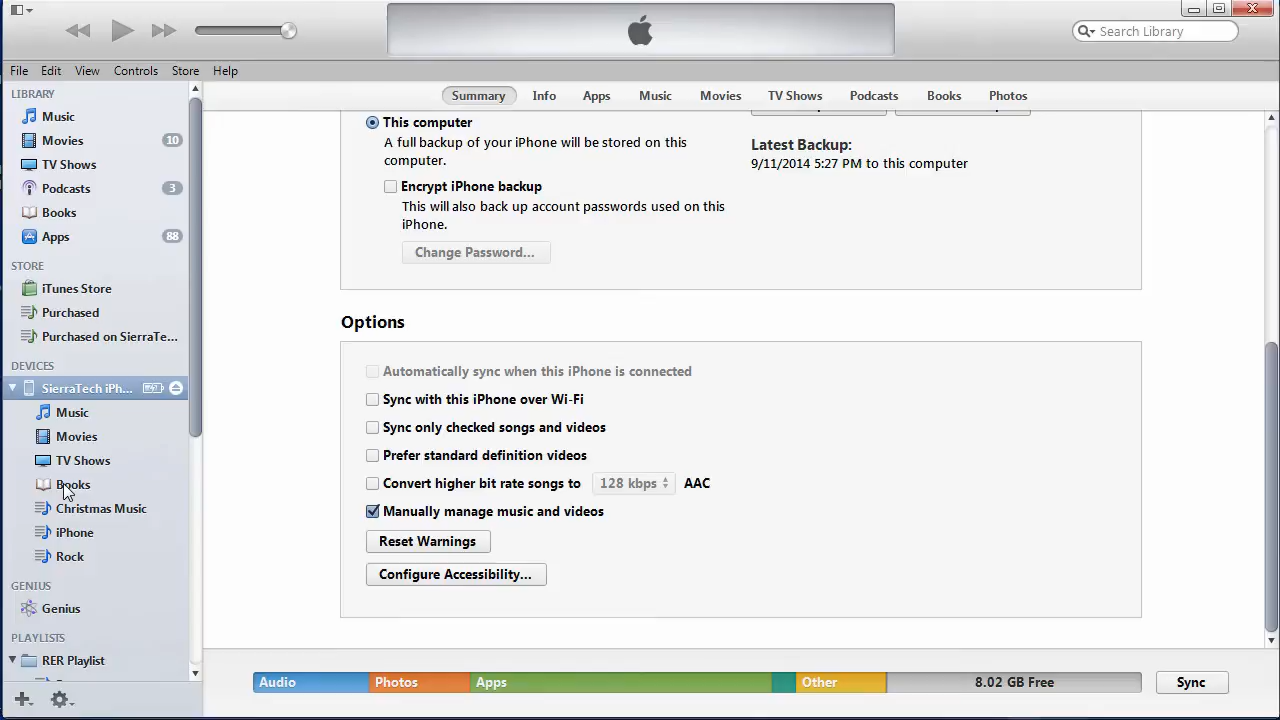 Search Library
File Edit View Controls Store Help
Summary Info Apps Music Movies TV Shows Podcasts Books Photos
LIBRARY
Music
Movies 10
TV Shows
Podcasts 3
Books
Apps 88
STORE
iTunes Store
Purchased
Purchased on SierraTe...
DEVICES
SierraTech iPh...
Music
Movies
TV Shows
Books
Christmas Music
iPhone
Rock
GENIUS
Genius
PLAYLISTS
RER Playlist
This computer
A full backup of your iPhone will be stored on this
computer.
Encrypt iPhone backup
This will also back up account passwords used on this
iPhone.
Change Password...
Latest Backup:
9/11/2014 5:27 PM to this computer
Options
Automatically sync when this iPhone is connected
Sync with this iPhone over Wi-Fi
Sync only checked songs and videos
Prefer standard definition videos
Convert higher bit rate songs to 128 kbps AAC
Manually manage music and videos
Reset Warnings
Configure Accessibility...
Audio Photos Apps Other 8.02 GB Free Sync